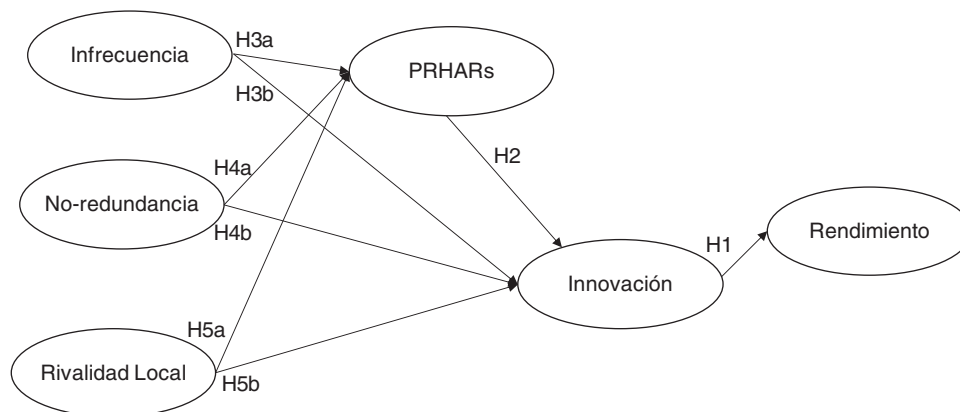 Infrecuencia
H3a
H3b
PRHARs
H4a
H2
No-redundancia
H4b
H1
Rendimiento
Innovación
H5a
Rivalidad Local
H5b